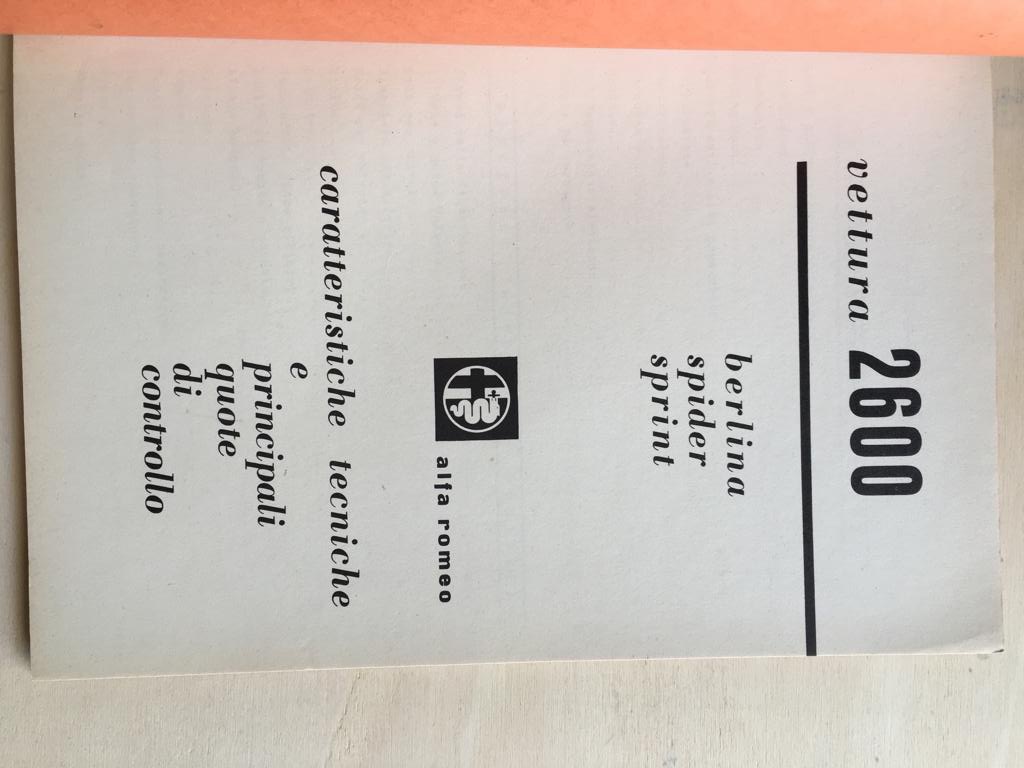 vettura 2600
berlina
spider
sprint
alfa romeo
caratteristiche tecniche
e
principali
quote
di
controllo